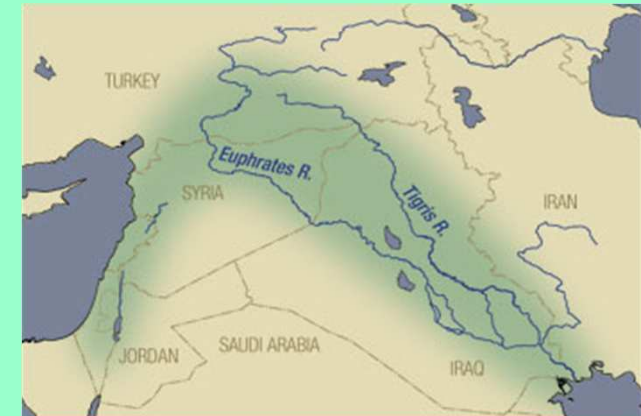 TURKEY
Euphrates R.
SYRIA
Tigris R.
IRAN
JORDAN
SAUDI ARABIA
IRAQ